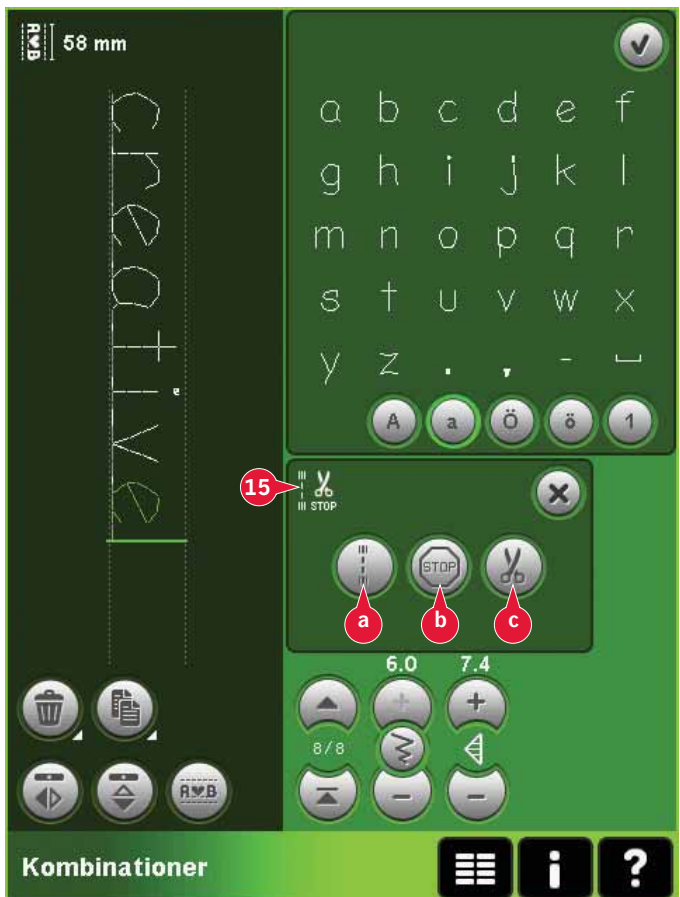 A♥B 58 mm
creative
a b c d e f
g h i j k l
m n o p q r
s t u v w x
y z . , - ⎵
A a Ö ö 1
15 STOP
STOP
a b c
6.0 7.4
+ +
8/8
- -
A♥B
Kombinationer i ?